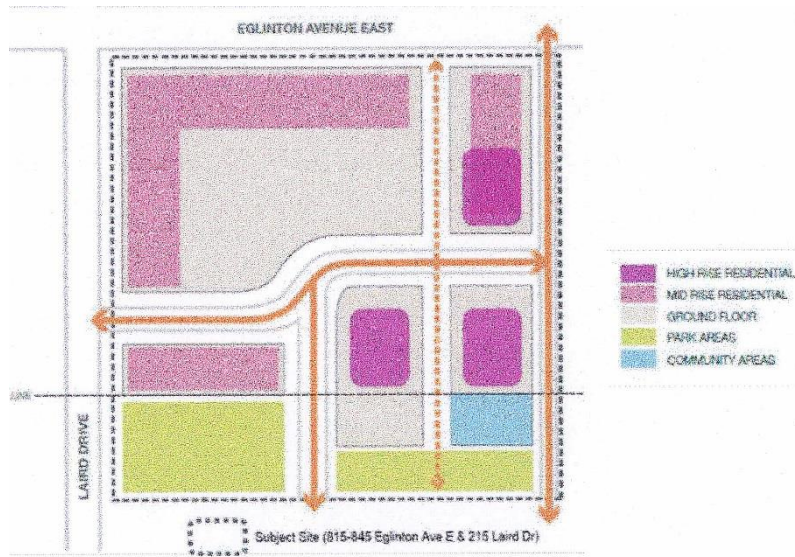 EGLINTON AVENUE EAST
HIGH RISE RESIDENTIAL
MID RISE RESIDENTIAL
GROUND FLOOR
PARK AREAS
COMMUNITY AREAS
LINE
LAIRD DRIVE
Subject Site (815-845 Eglinton Ave E & 215 Laird Dr)